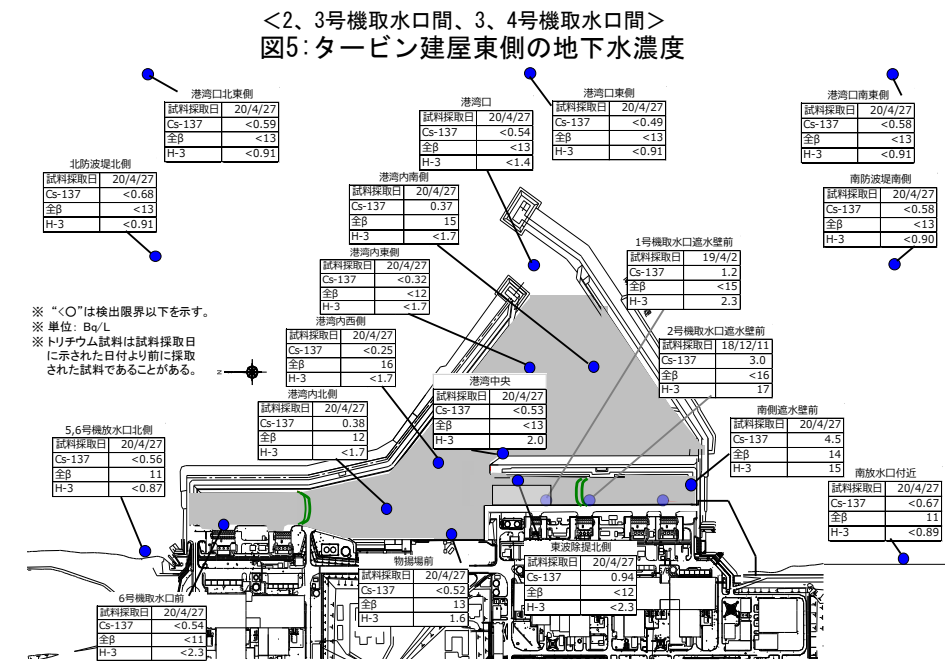 <2、3号機取水口間、3、4号機取水口間>
図5:タービン建屋東側の地下水濃度
港湾口北東側
試料採取日 20/4/27
Cs-137 <0.59
全β <13
H-3 <0.91
港湾口
試料採取日 20/4/27
Cs-137 <0.54
全β <13
H-3 <1.4
港湾口東側
試料採取日 20/4/27
Cs-137 <0.49
全β <13
H-3 <0.91
港湾口南東側
試料採取日 20/4/27
Cs-137 <0.58
全β <13
H-3 <0.91
北防波堤北側
試料採取日 20/4/27
Cs-137 <0.68
全β <13
H-3 <0.91
港湾内南側
試料採取日 20/4/27
Cs-137 0.37
全β 15
H-3 <1.7
南防波堤南側
試料採取日 20/4/27
Cs-137 <0.58
全β <13
H-3 <0.90
港湾内東側
試料採取日 20/4/27
Cs-137 <0.32
全β <12
H-3 <1.7
1号機取水口遮水壁前
試料採取日 19/4/2
Cs-137 1.2
全β <15
H-3 2.3
※ “<○”は検出限界以下を示す。
※ 単位: Bq/L
※ トリチウム試料は試料採取日
に示された日付より前に採取
された試料であることがある。
N
港湾内西側
試料採取日 20/4/27
Cs-137 <0.25
全β 16
H-3 <1.7
2号機取水口遮水壁前
試料採取日 18/12/11
Cs-137 3.0
全β <16
H-3 17
港湾中央
試料採取日 20/4/27
Cs-137 <0.53
全β <13
H-3 2.0
港湾内北側
試料採取日 20/4/27
Cs-137 0.38
全β 12
H-3 <1.7
南側遮水壁前
試料採取日 20/4/27
Cs-137 4.5
全β 14
H-3 15
5,6号機放水口北側
試料採取日 20/4/27
Cs-137 <0.56
全β 11
H-3 <0.87
南放水口付近
試料採取日 20/4/27
Cs-137 <0.67
全β 11
H-3 <0.89
東波除堤北側
試料採取日 20/4/27
Cs-137 0.94
全β <12
H-3 <2.3
物揚場前
試料採取日 20/4/27
Cs-137 <0.52
全β 13
H-3 1.6
6号機取水口前
試料採取日 20/4/27
Cs-137 <0.54
全β <11
H-3 <2.3